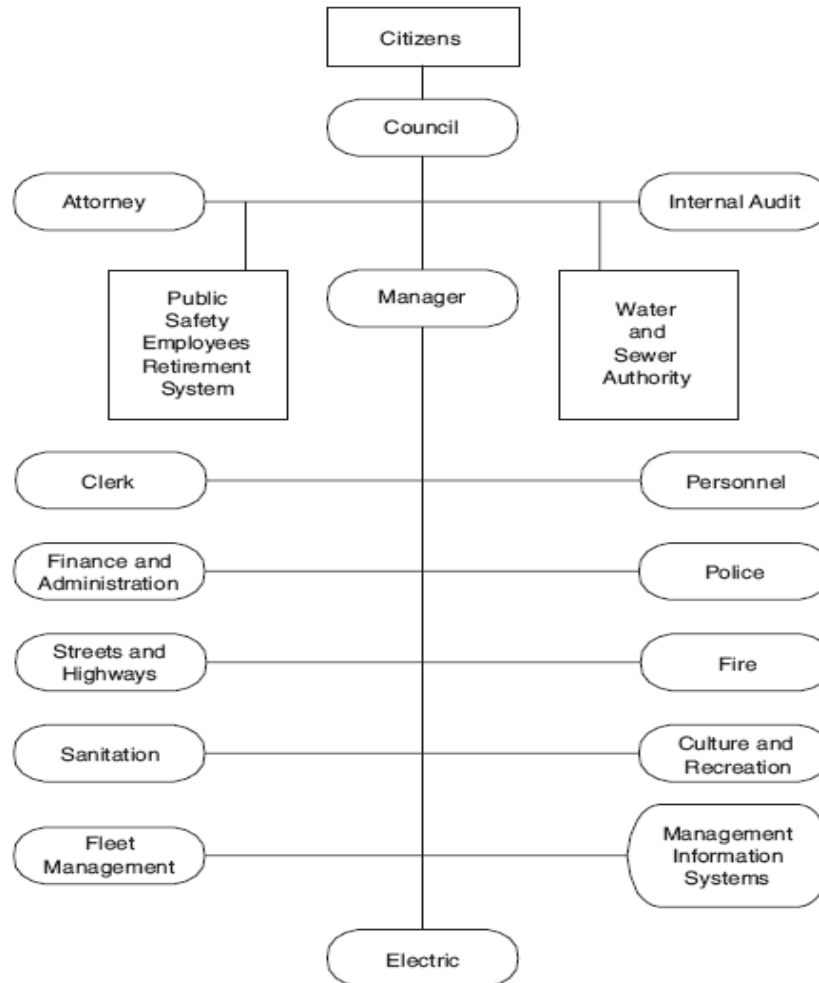 Citizens
Council
Attorney
Internal Audit
Public
Safety
Employees
Retirement
System
Manager
Water
and
Sewer
Authority
Clerk
Personnel
Finance and
Administration
Police
Streets and
Highways
Fire
Sanitation
Culture and
Recreation
Fleet
Management
Management
Information
Systems
Electric